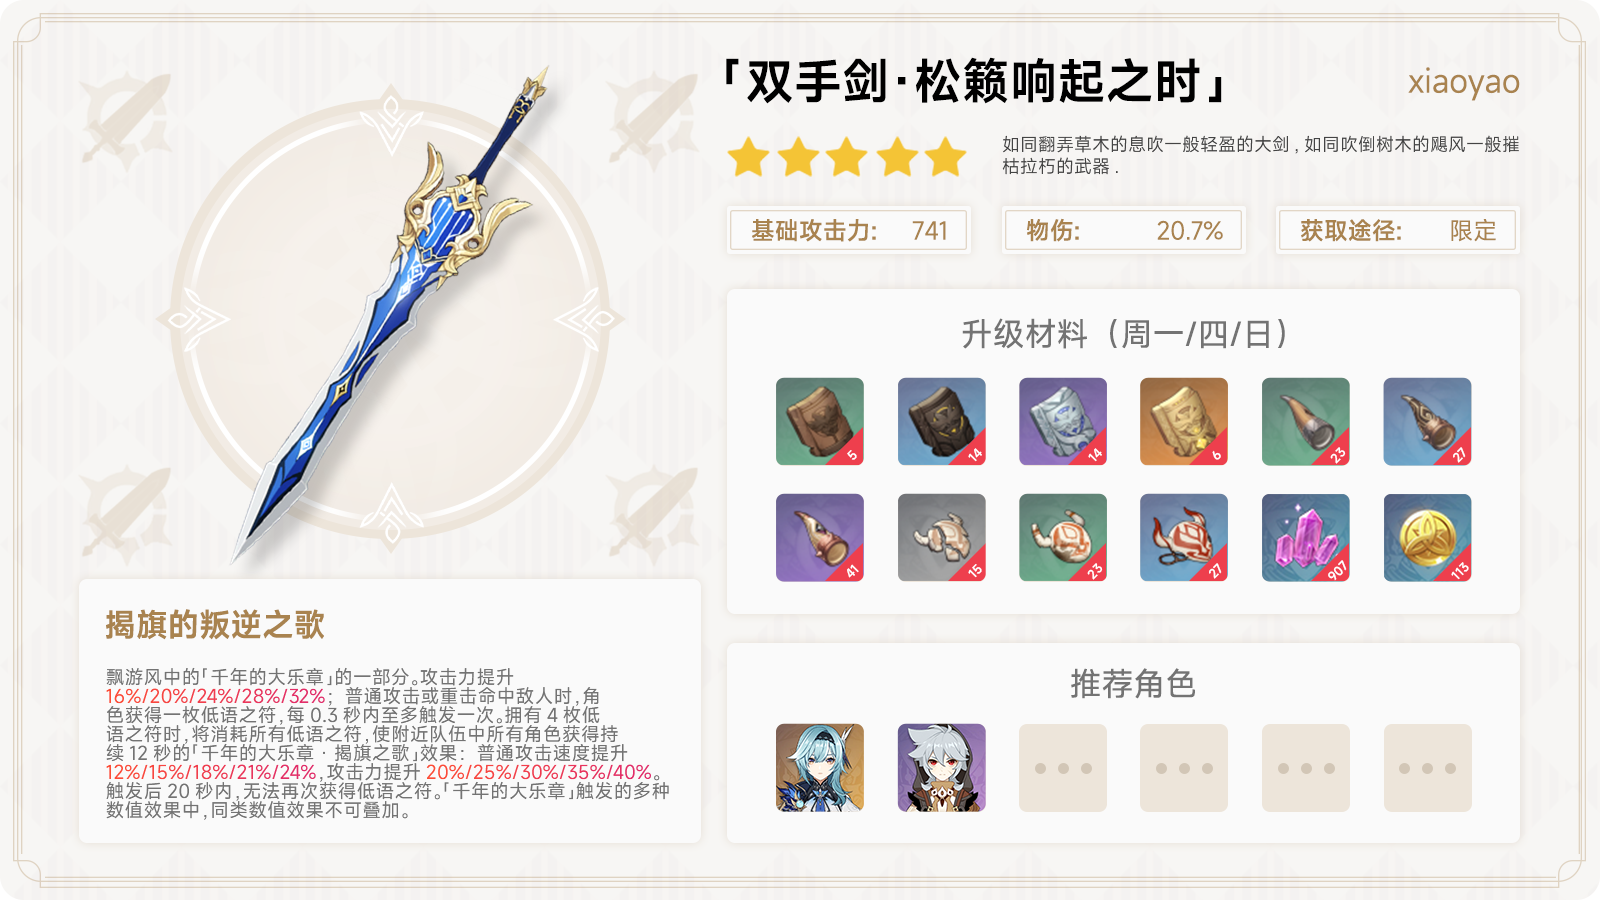 「双手剑·松籁响起之时」
xiaoyao
如同翻弄草木的息吹一般轻盈的大剑，如同吹倒树木的飓风一般摧
枯拉朽的武器．
基础攻击力: 741
物伤: 20.7%
获取途径: 限定
升级材料（周一/四/日）
5 14 14 6 23 27
41 15 23 27 907 113
揭旗的叛逆之歌
飘游风中的「千年的大乐章」的一部分。攻击力提升
16%/20%/24%/28%/32%；普通攻击或重击命中敌人时，角
色获得一枚低语之符，每 0.3 秒内至多触发一次。拥有 4 枚低
语之符时，将消耗所有低语之符，使附近队伍中所有角色获得持
续 12 秒的「千年的大乐章·揭旗之歌」效果：普通攻击速度提升
12%/15%/18%/21%/24%，攻击力提升 20%/25%/30%/35%/40%。
触发后 20 秒内，无法再次获得低语之符。「千年的大乐章」触发的多种
数值效果中，同类数值效果不可叠加。
推荐角色